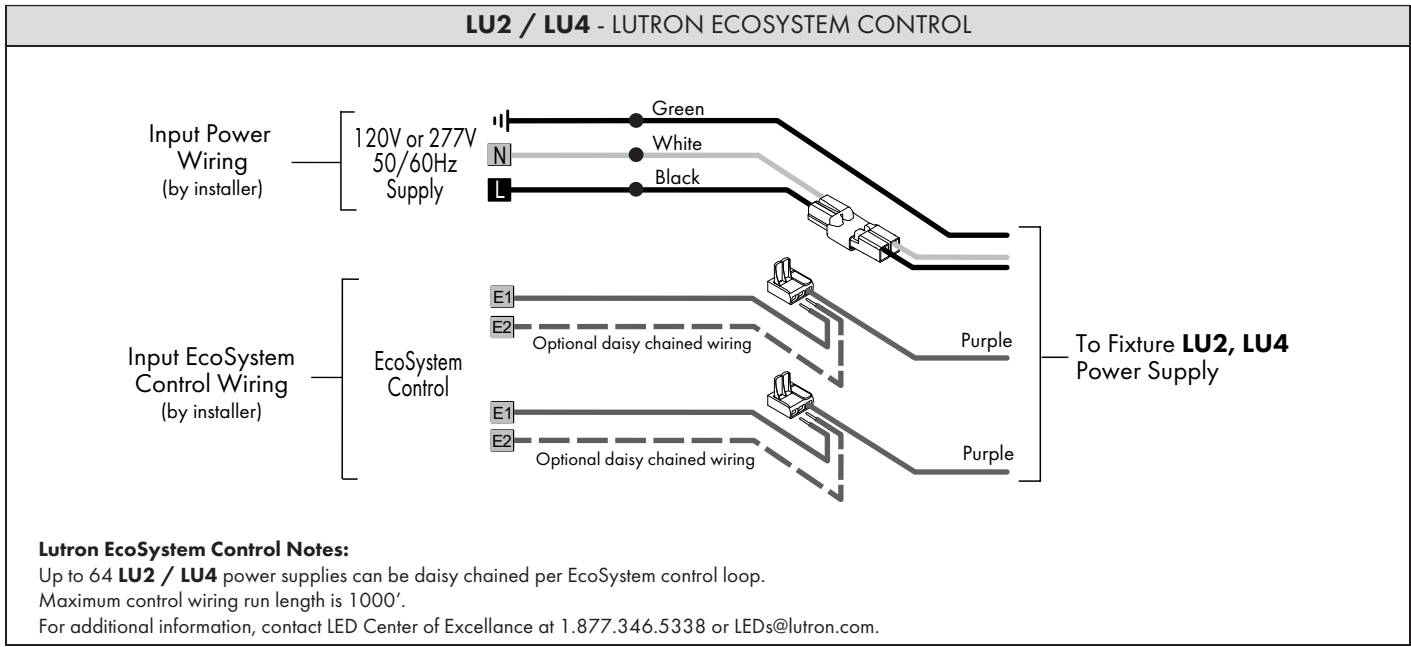 LU2 / LU4 - LUTRON ECOSYSTEM CONTROL
Input Power
Wiring
(by installer)
120V or 277V
50/60Hz
Supply
N
L
Green
White
Black
Input EcoSystem
Control Wiring
(by installer)
EcoSystem
Control
E1
E2
Optional daisy chained wiring
Purple
E1
E2
Optional daisy chained wiring
Purple
To Fixture LU2, LU4
Power Supply
Lutron EcoSystem Control Notes:
Up to 64 LU2 / LU4 power supplies can be daisy chained per EcoSystem control loop.
Maximum control wiring run length is 1000’.
For additional information, contact LED Center of Excellance at 1.877.346.5338 or LEDs@lutron.com.